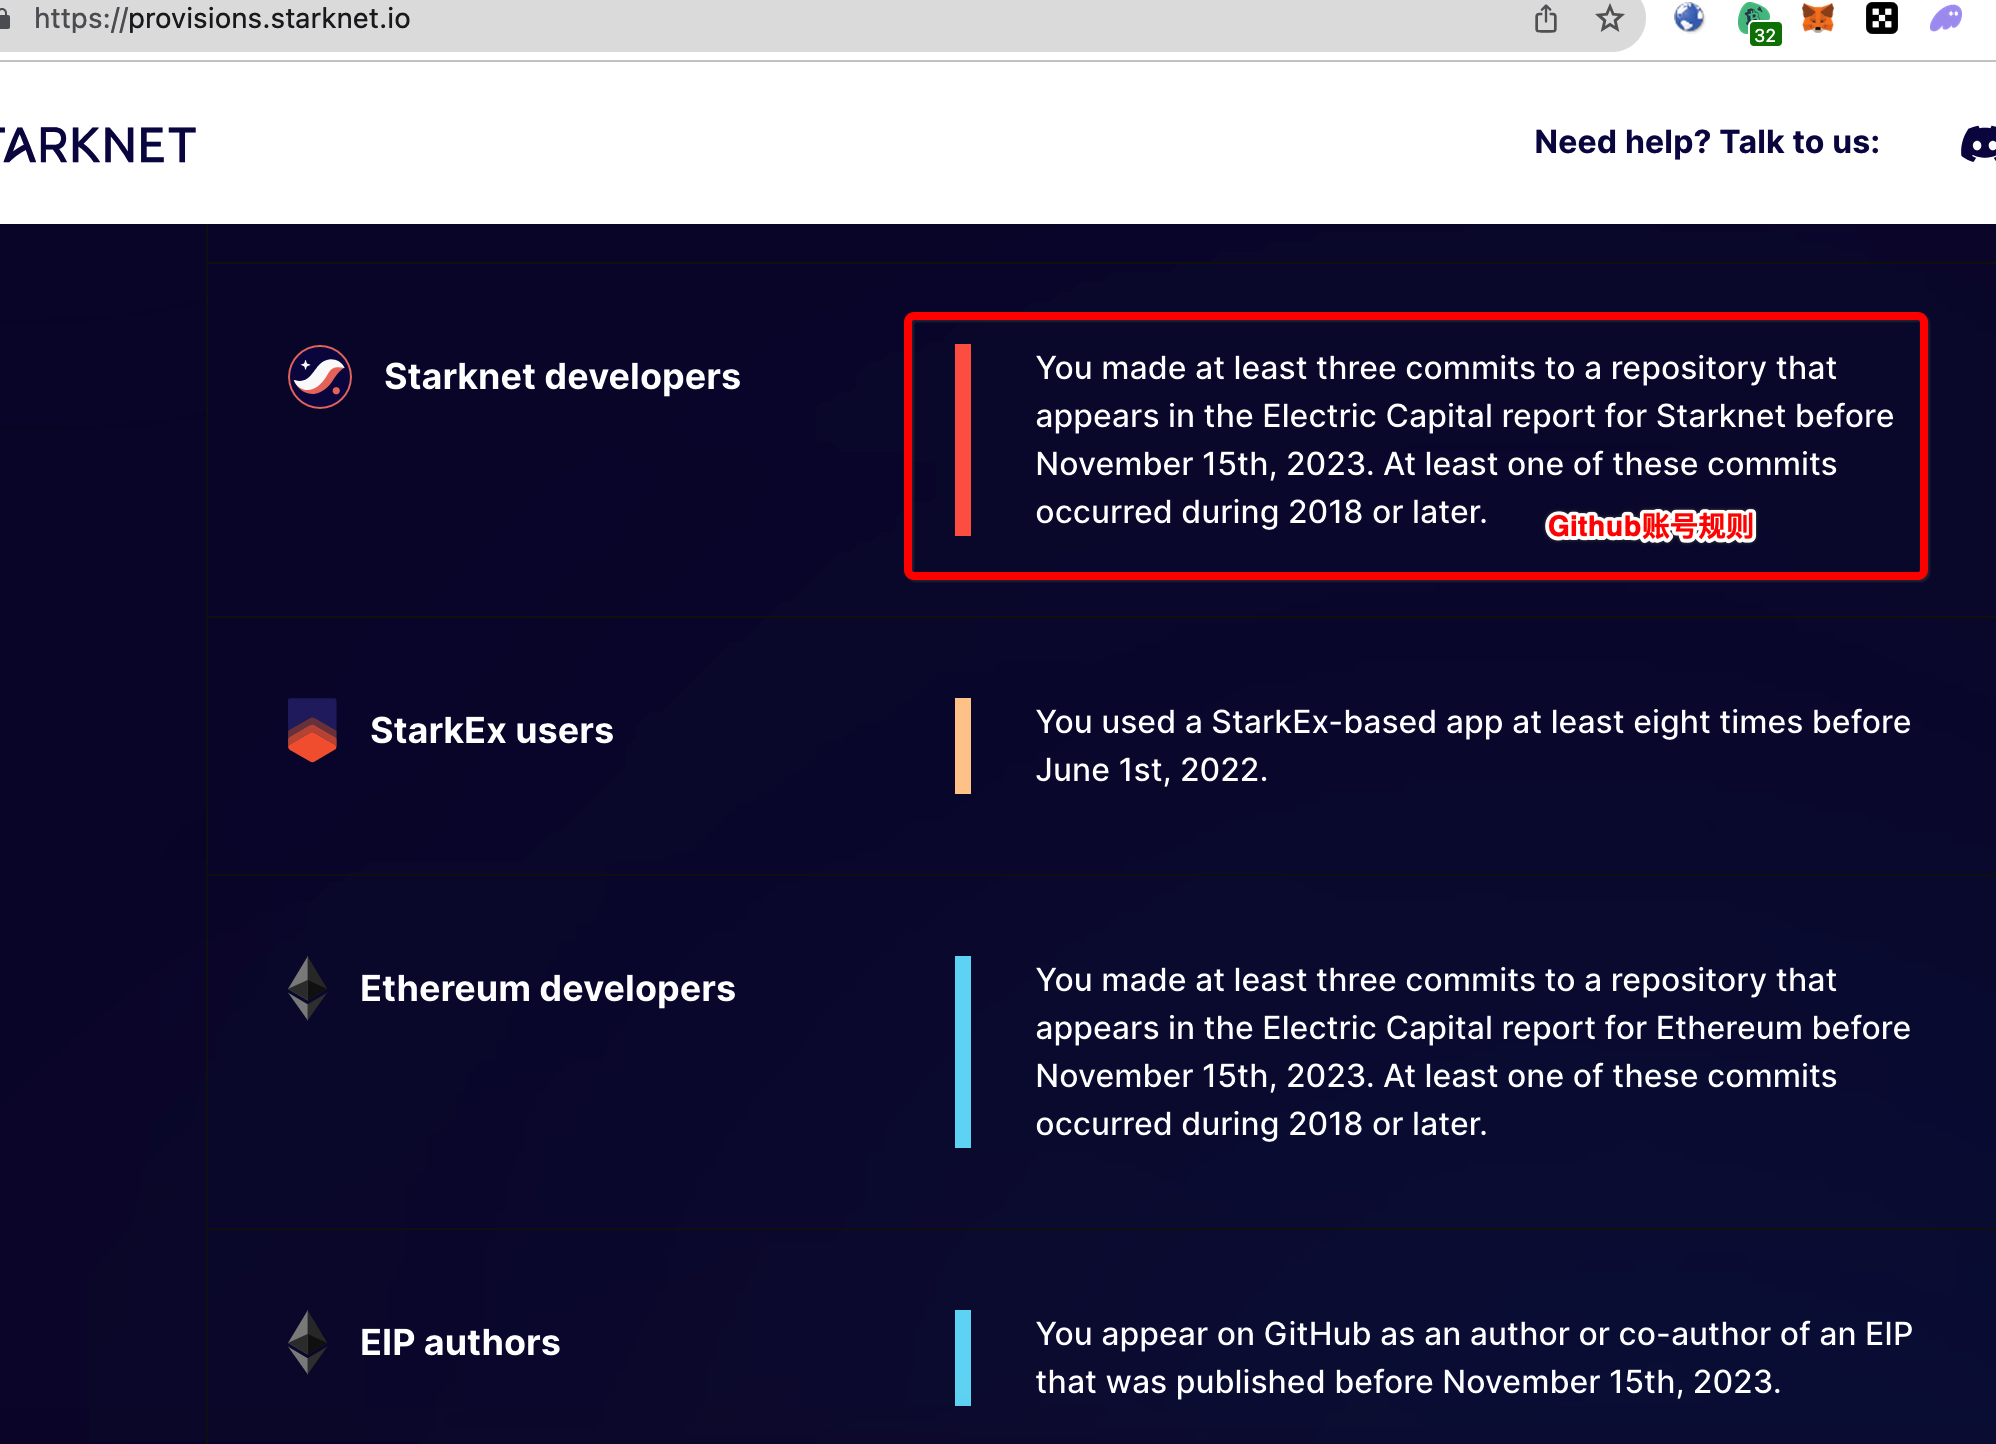 https://provisions.starknet.io
32
TARKNET
Need help? Talk to us:
Starknet developers
You made at least three commits to a repository that
appears in the Electric Capital report for Starknet before
November 15th, 2023. At least one of these commits
occurred during 2018 or later.
Github账号规则
StarkEx users
You used a StarkEx-based app at least eight times before
June 1st, 2022.
Ethereum developers
You made at least three commits to a repository that
appears in the Electric Capital report for Ethereum before
November 15th, 2023. At least one of these commits
occurred during 2018 or later.
EIP authors
You appear on GitHub as an author or co-author of an EIP
that was published before November 15th, 2023.